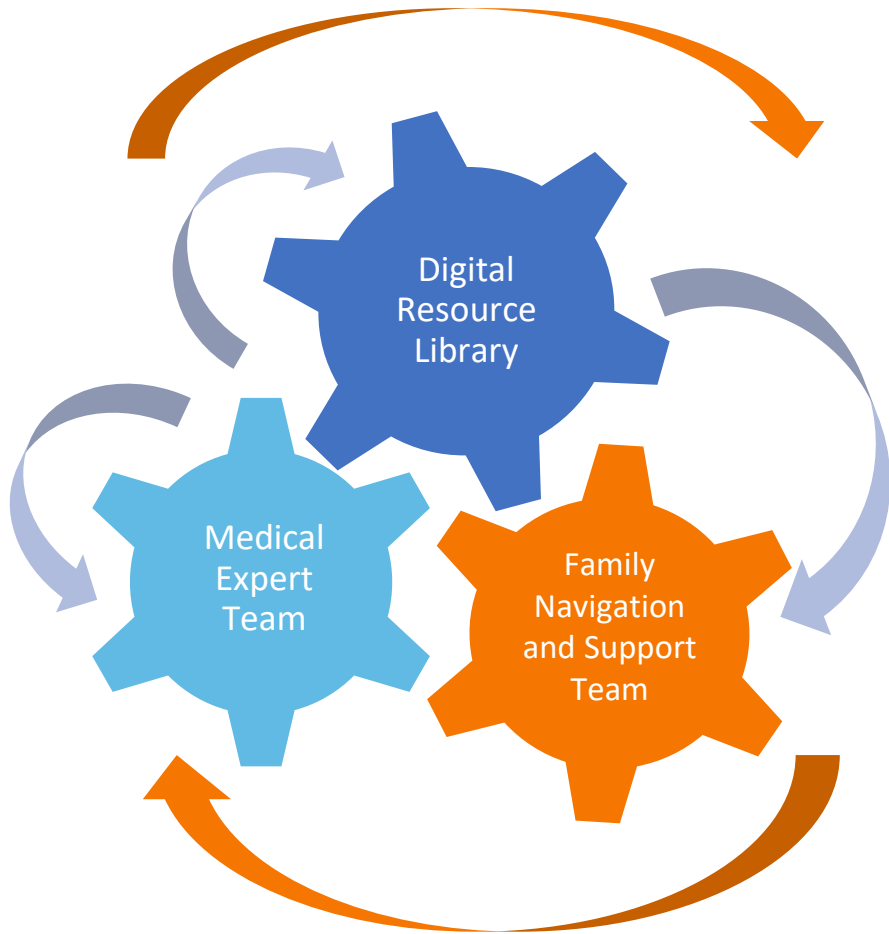 Digital
Resource
Library
Medical
Expert
Team
Family
Navigation
and Support
Team